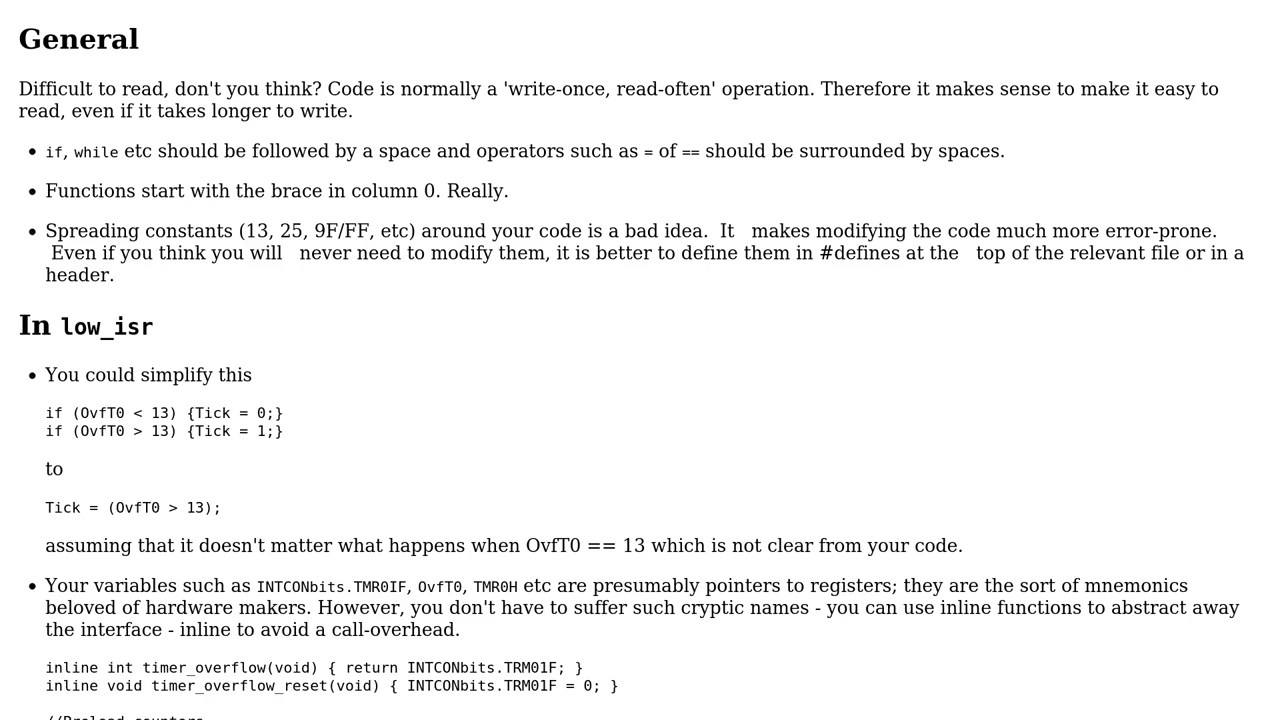 General
Difficult to read, don't you think? Code is normally a 'write-once, read-often' operation. Therefore it makes sense to make it easy to
read, even if it takes longer to write.
• if, while etc should be followed by a space and operators such as = of == should be surrounded by spaces.
• Functions start with the brace in column 0. Really.
• Spreading constants (13, 25, 9F/FF, etc) around your code is a bad idea.  It   makes modifying the code much more error-prone.
Even if you think you will   never need to modify them, it is better to define them in #defines at the   top of the relevant file or in a
header.
In low_isr
• You could simplify this
if (OvfT0 < 13) {Tick = 0;}
if (OvfT0 > 13) {Tick = 1;}
to
Tick = (OvfT0 > 13);
assuming that it doesn't matter what happens when OvfT0 == 13 which is not clear from your code.
• Your variables such as INTCONbits.TMR0IF, OvfT0, TMR0H etc are presumably pointers to registers; they are the sort of mnemonics
beloved of hardware makers. However, you don't have to suffer such cryptic names - you can use inline functions to abstract away
the interface - inline to avoid a call-overhead.
inline int timer_overflow(void) { return INTCONbits.TRM01F; }
inline void timer_overflow_reset(void) { INTCONbits.TRM01F = 0; }
//Preload counters